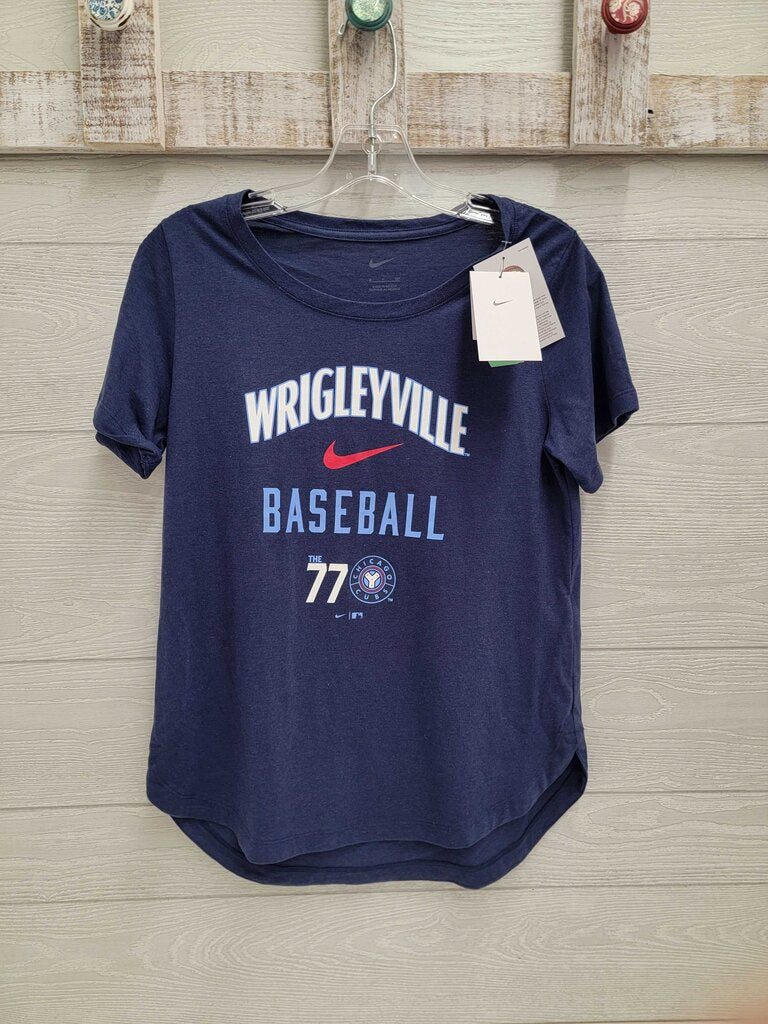 WRIGLEYVILLE
BASEBALL
THE
77
CHICAGO
CUBS
Y